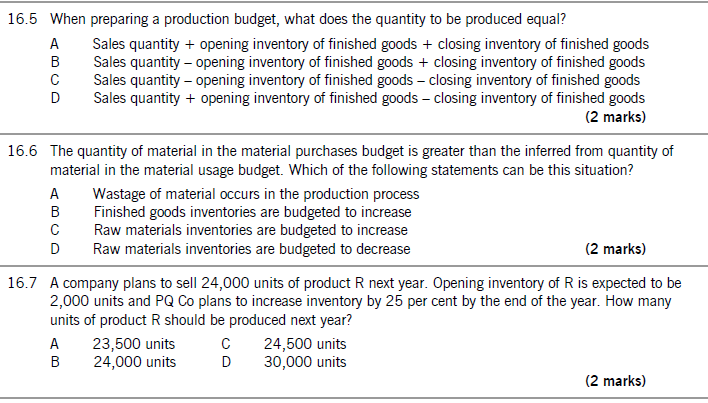 16.5 When preparing a production budget, what does the quantity to be produced equal?
A Sales quantity + opening inventory of finished goods + closing inventory of finished goods
B Sales quantity – opening inventory of finished goods + closing inventory of finished goods
C Sales quantity – opening inventory of finished goods – closing inventory of finished goods
D Sales quantity + opening inventory of finished goods – closing inventory of finished goods
(2 marks)
16.6 The quantity of material in the material purchases budget is greater than the inferred from quantity of
material in the material usage budget. Which of the following statements can be this situation?
A Wastage of material occurs in the production process
B Finished goods inventories are budgeted to increase
C Raw materials inventories are budgeted to increase
D Raw materials inventories are budgeted to decrease (2 marks)
16.7 A company plans to sell 24,000 units of product R next year. Opening inventory of R is expected to be
2,000 units and PQ Co plans to increase inventory by 25 per cent by the end of the year. How many
units of product R should be produced next year?
A 23,500 units C 24,500 units
B 24,000 units D 30,000 units
(2 marks)